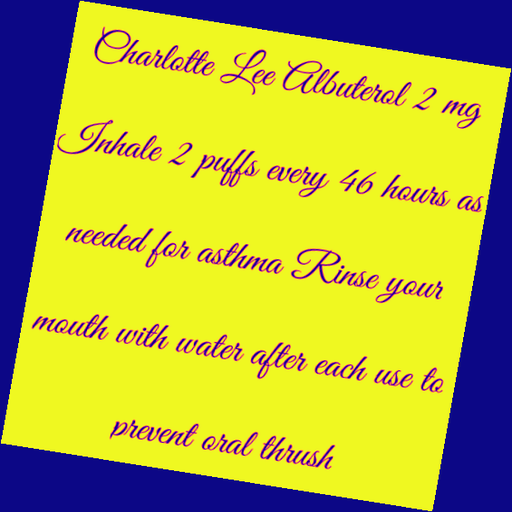 Charlotte Lee Albuterol 2 mg
Inhale 2 puffs every 46 hours as
needed for asthma Rinse your
mouth with water after each use to
prevent oral thrush